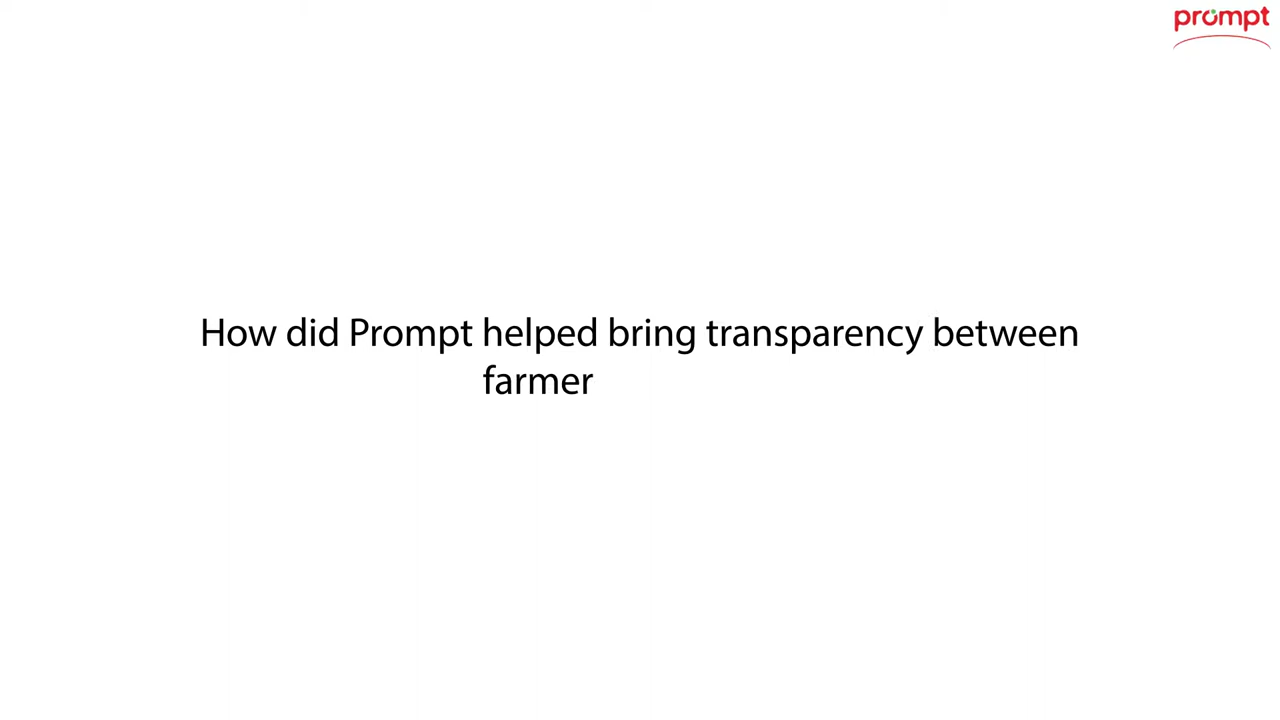 prompt
How did Prompt helped bring transparency between
farmer